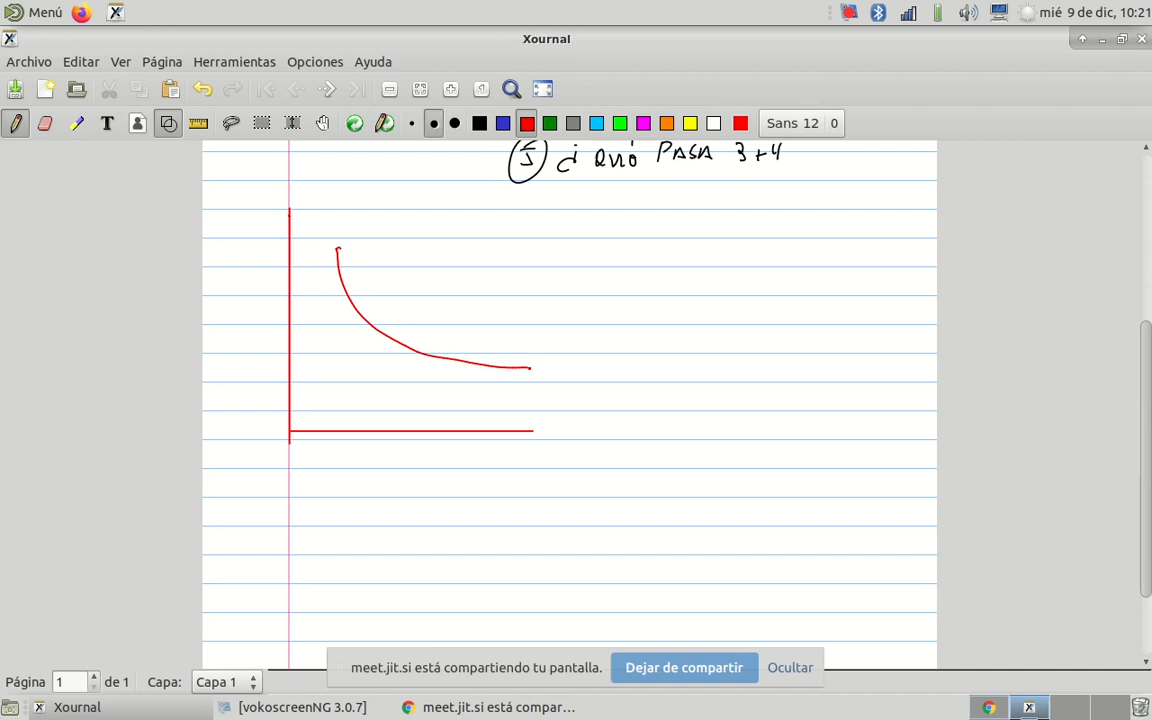 Menú
mié 9 de dic, 10:21
Xournal
Archivo Editar Ver Página Herramientas Opciones Ayuda
Sans 12 0
5 ¿ QUÉ PASA 3+4
meet.jit.si está compartiendo tu pantalla. Dejar de compartir Ocultar
Página 1 de 1 Capa: Capa 1
Xournal [vokoscreenNG 3.0.7] meet.jit.si está compar...